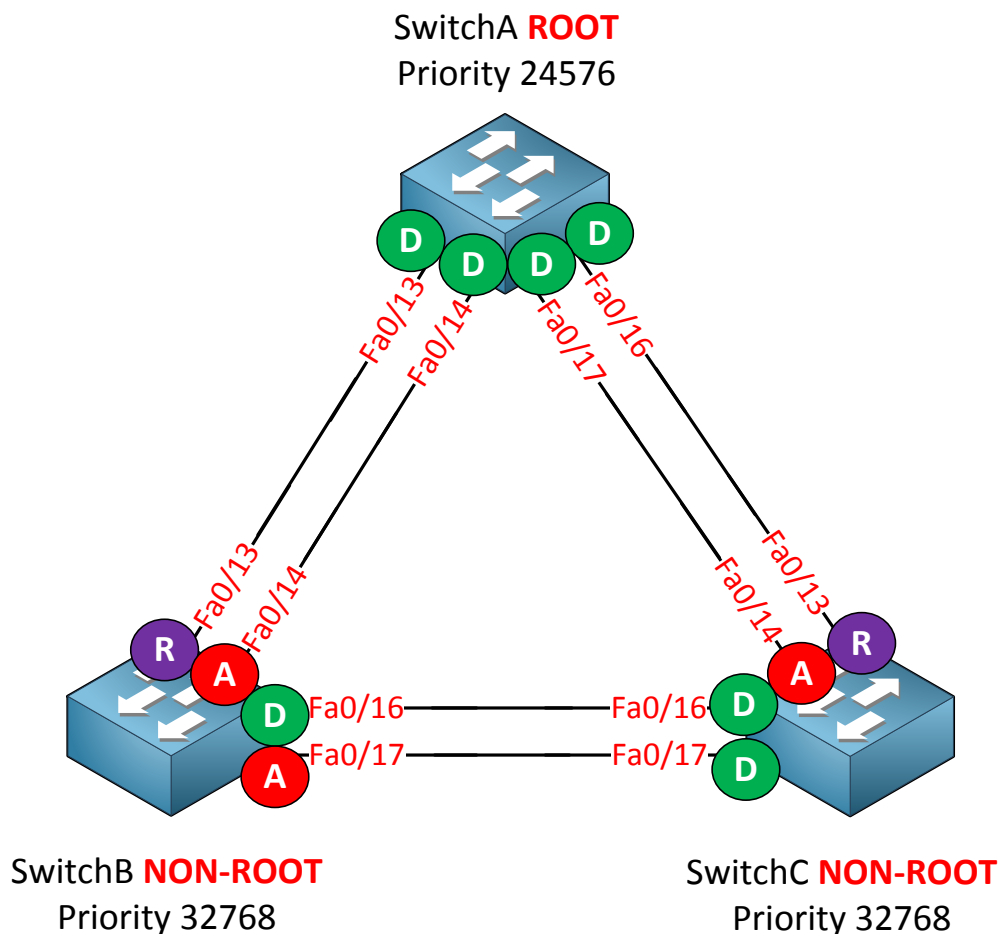 SwitchA ROOT
Priority 24576
D
D
D
D
Fa0/13
Fa0/14
Fa0/17
Fa0/16
Fa0/13
Fa0/14
Fa0/14
Fa0/13
R
A
A
R
D
Fa0/16
Fa0/16
D
A
Fa0/17
Fa0/17
D
SwitchB NON-ROOT
Priority 32768
SwitchC NON-ROOT
Priority 32768